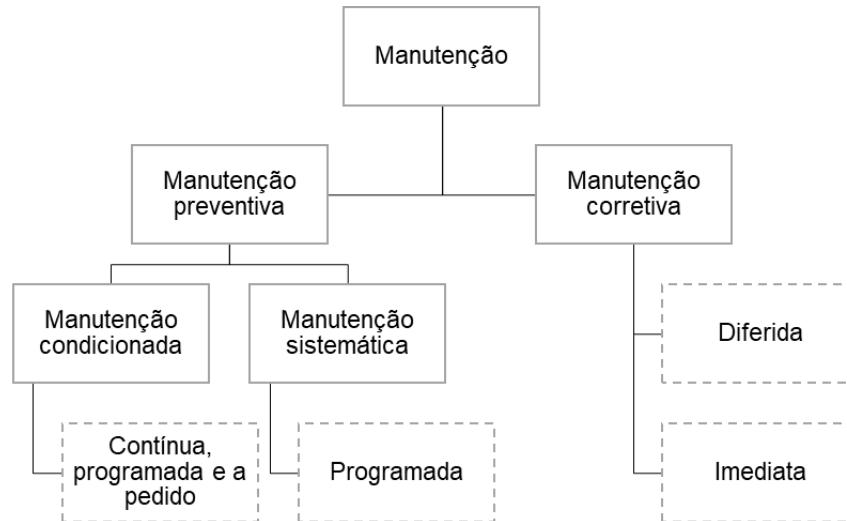 Manutenção
Manutenção
preventiva
Manutenção
corretiva
Manutenção
condicionada
Manutenção
sistemática
Diferida
Contínua,
programada e a
pedido
Programada
Imediata